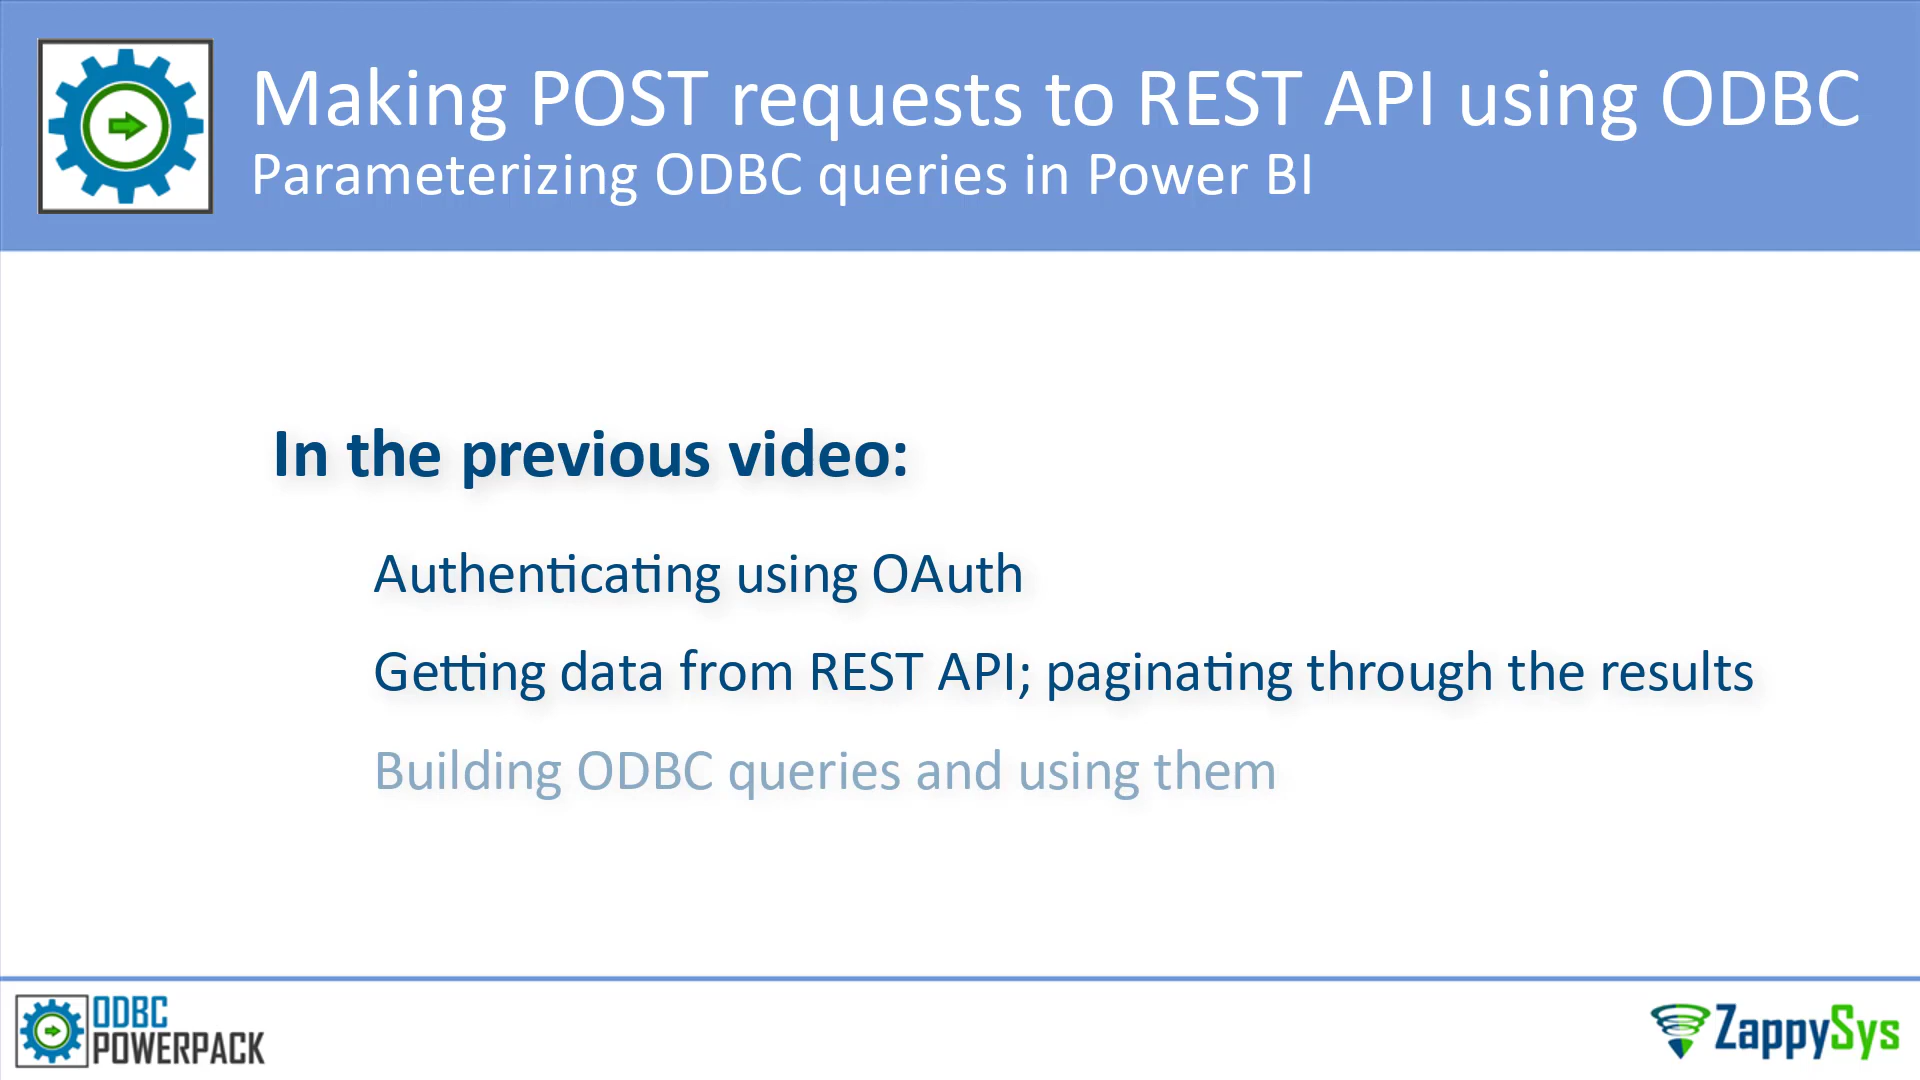 Making POST requests to REST API using ODBC
Parameterizing ODBC queries in Power BI
In the previous video:
Authenticating using OAuth
Getting data from REST API; paginating through the results
Building ODBC queries and using them
ODBC
POWERPACK
ZappySys